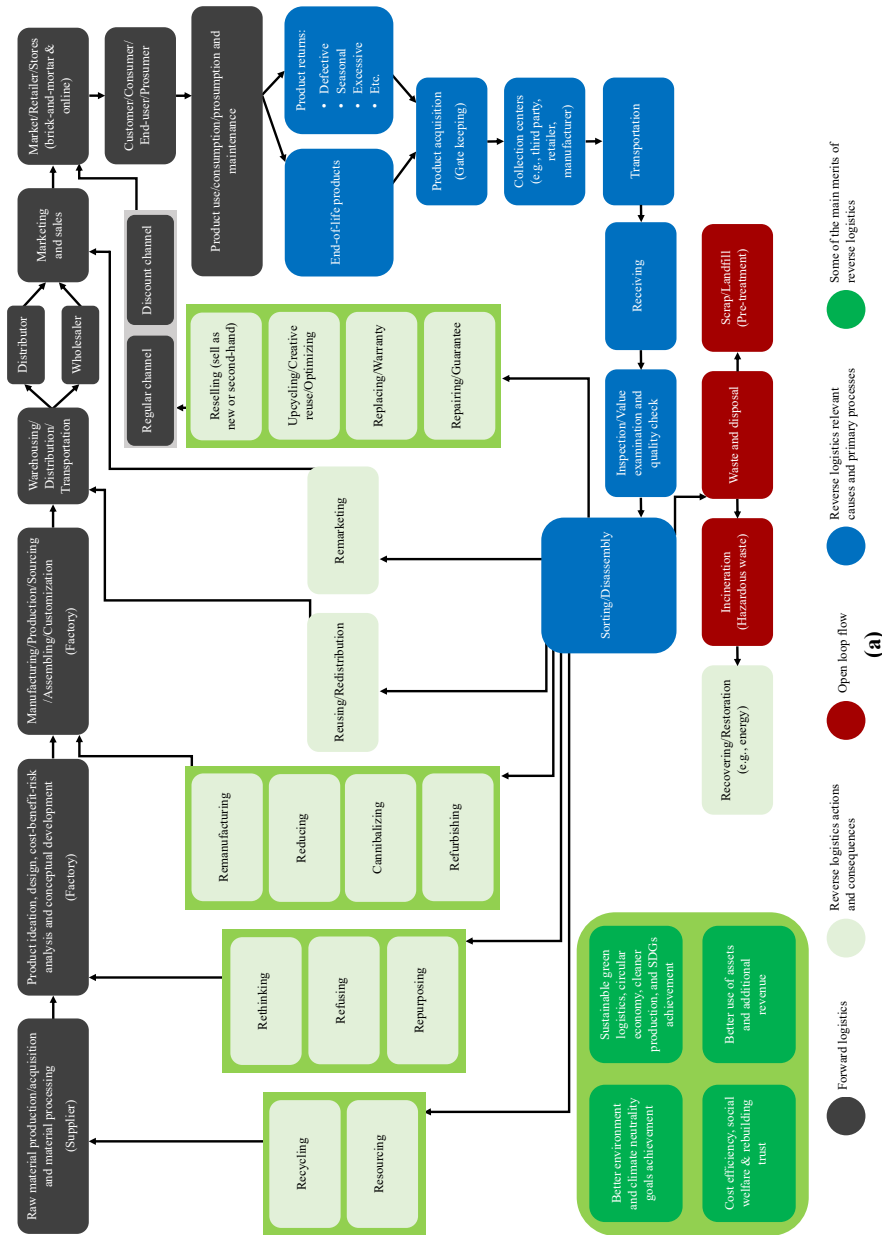 Raw material production/acquisition
and material processing
(Supplier)
Product ideation, design, cost-benefit-risk
analysis and conceptual development
(Factory)
Manufacturing/Production/Sourcing
/Assembling/Customization
(Factory)
Warehousing/
Distribution/
Transportation
Distributor
Wholesaler
Marketing
and sales
Market/Retailer/Stores
(brick-and-mortar &
online)
Customer/Consumer/
End-user/Prosumer
Regular channel
Discount channel
Product use/consumption/prosumption and
maintenance
Recycling
Resourcing
Rethinking
Refusing
Repurposing
Remanufacturing
Reducing
Cannibalizing
Refurbishing
Reusing/Redistribution
Remarketing
Reselling (sell as
new or second-hand)
Upcycling/Creative
reuse/Optimizing
Replacing/Warranty
Repairing/Guarantee
End-of-life products
Product returns:
• Defective
• Seasonal
• Excessive
• Etc.
Product acquisition
(Gate keeping)
Collection centers
(e.g., third party,
retailer,
manufacturer)
Transportation
Receiving
Inspection/Value
examination and
quality check
Sorting/Disassembly
Recovering/Restoration
(e.g., energy)
Incineration
(Hazardous waste)
Waste and disposal
Scrap/Landfill
(Pre-treatment)
Better environment
and climate neutrality
goals achievement
Sustainable green
logistics, circular
economy, cleaner
production, and SDGs
achievement
Cost efficiency, social
welfare & rebuilding
trust
Better use of assets
and additional
revenue
Forward logistics
Reverse logistics actions
and consequences
Open loop flow
Reverse logistics relevant
causes and primary processes
Some of the main merits of
reverse logistics
(a)